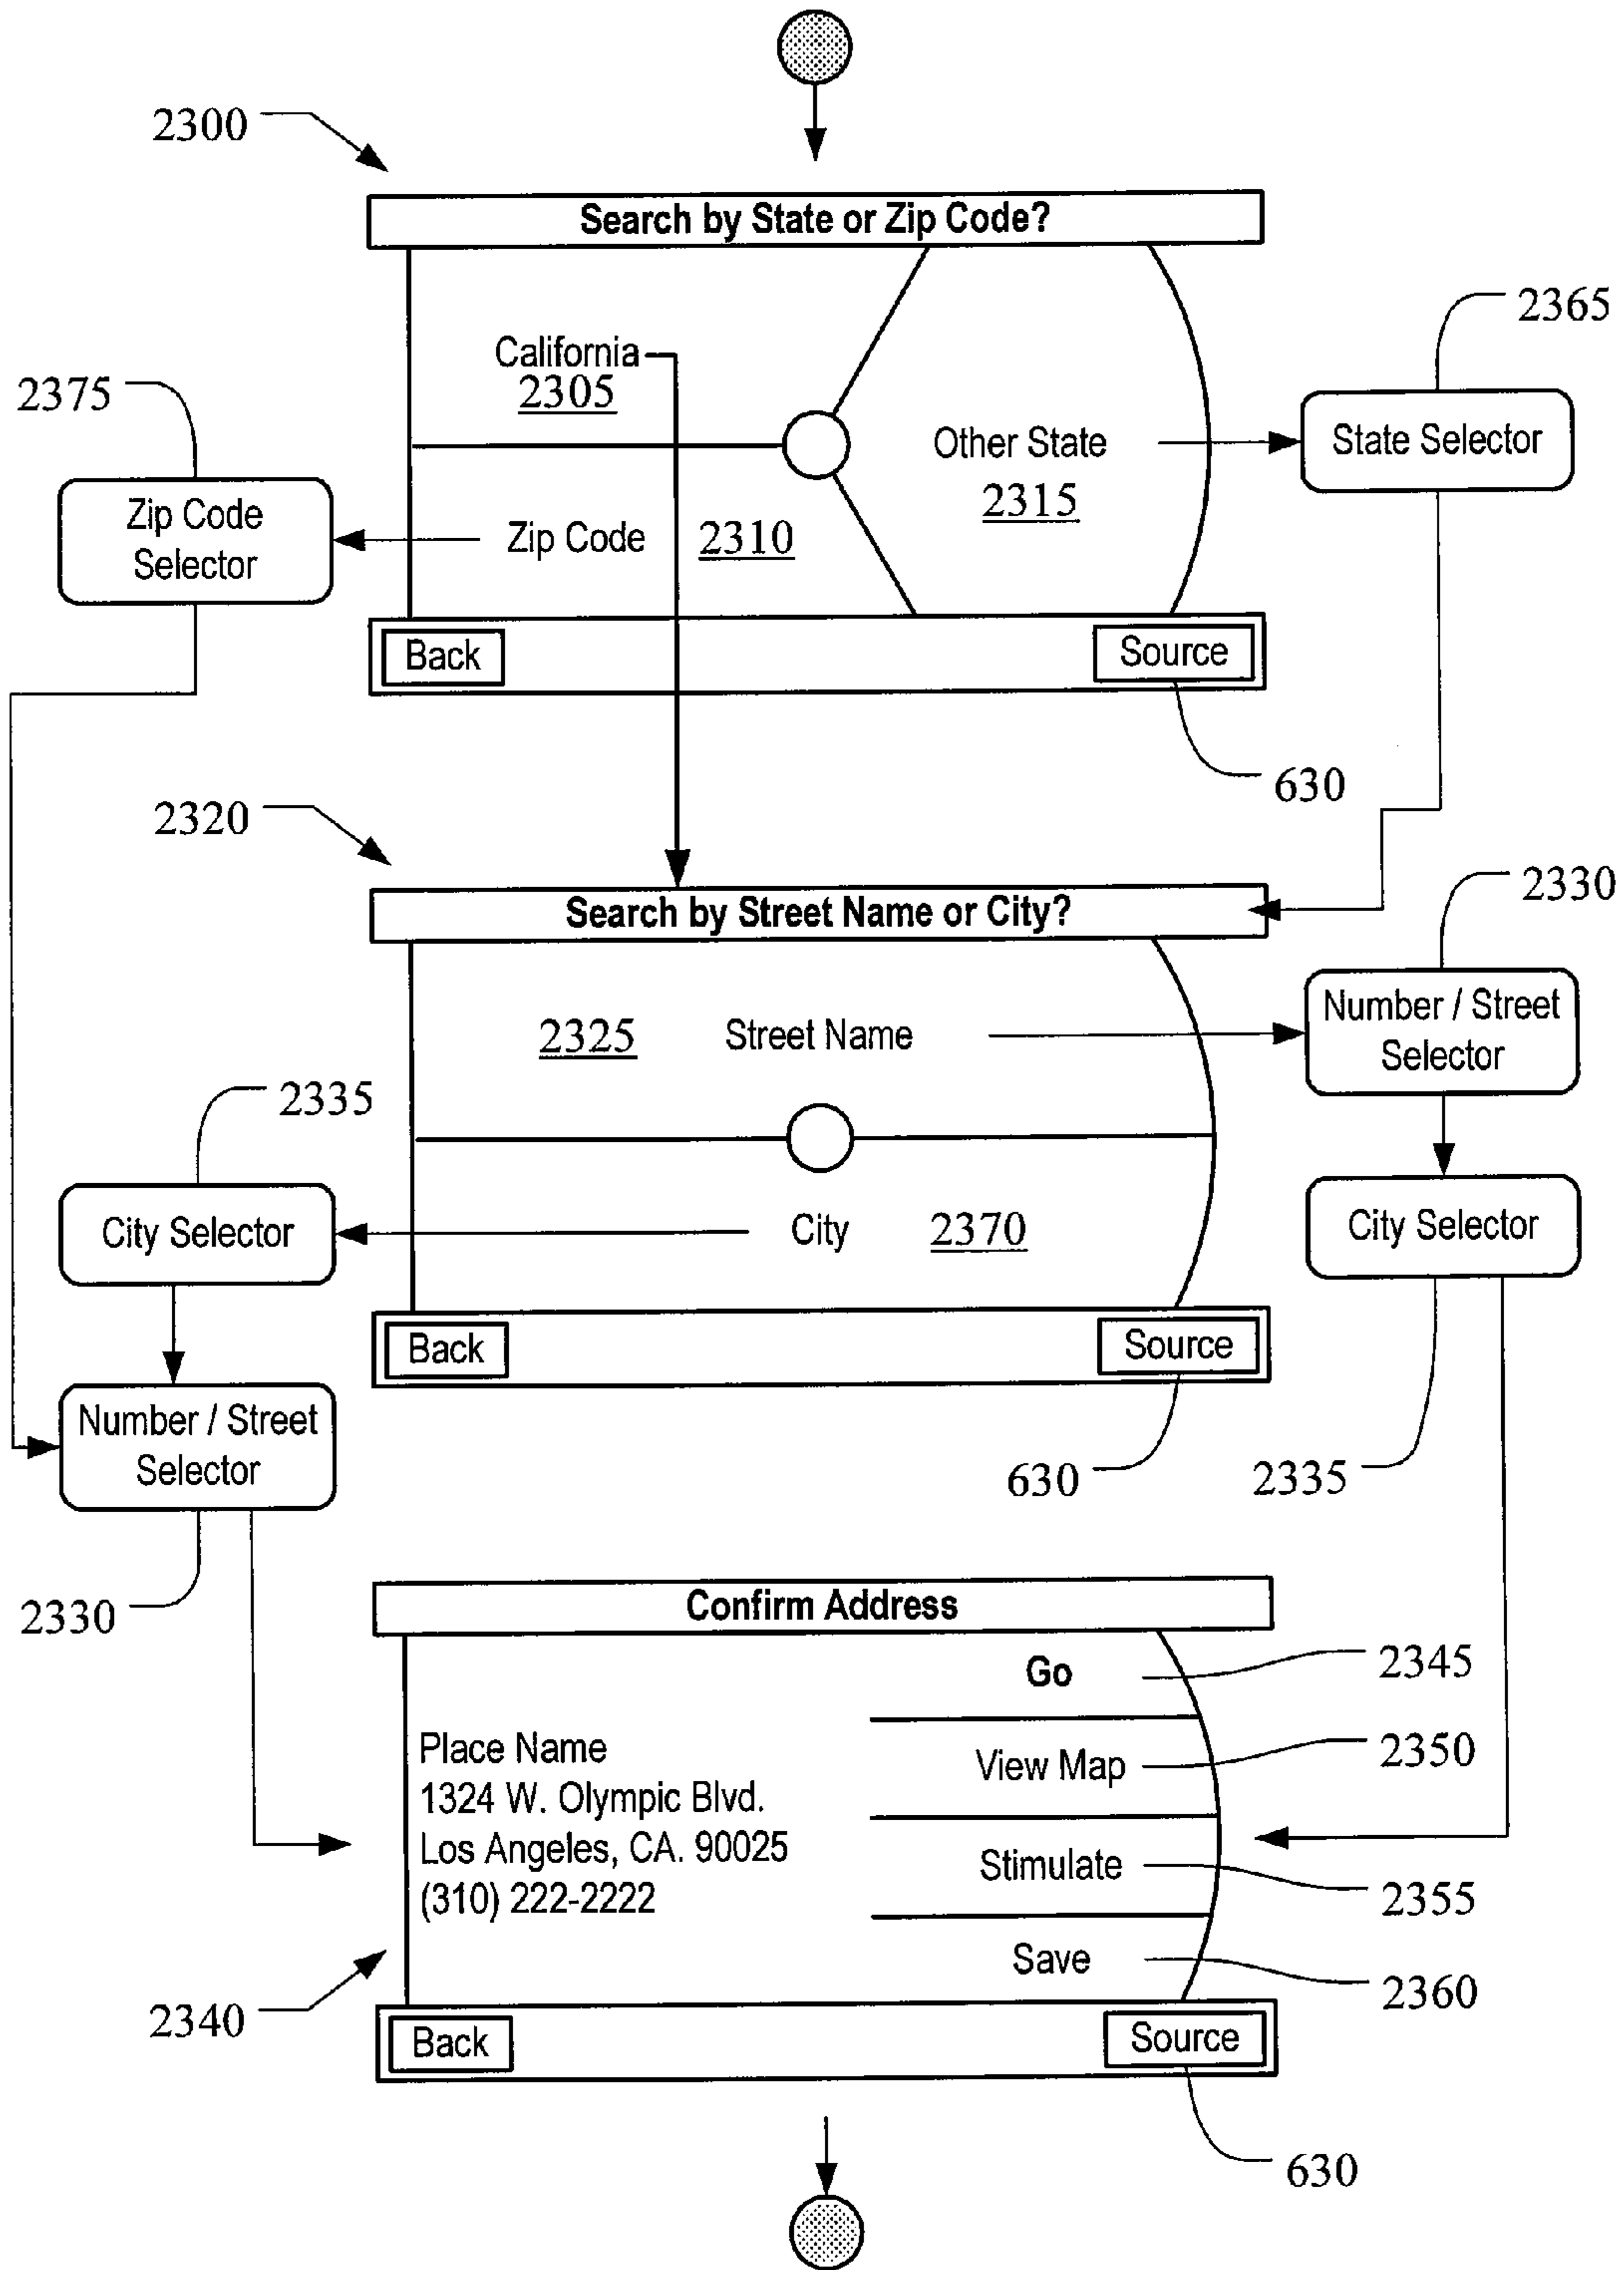 2300
Search by State or Zip Code?
2365
California
2305
2375
Other State
2315
State Selector
Zip Code
Selector
Zip Code
2310
Back
Source
630
2320
Search by Street Name or City?
2330
2325
Street Name
Number / Street
Selector
2335
City Selector
City
2370
City Selector
Back
Source
Number / Street
Selector
630
2335
2330
Confirm Address
Go
2345
Place Name
1324 W. Olympic Blvd.
Los Angeles, CA. 90025
(310) 222-2222
View Map
2350
Stimulate
2355
Save
2360
2340
Back
Source
630